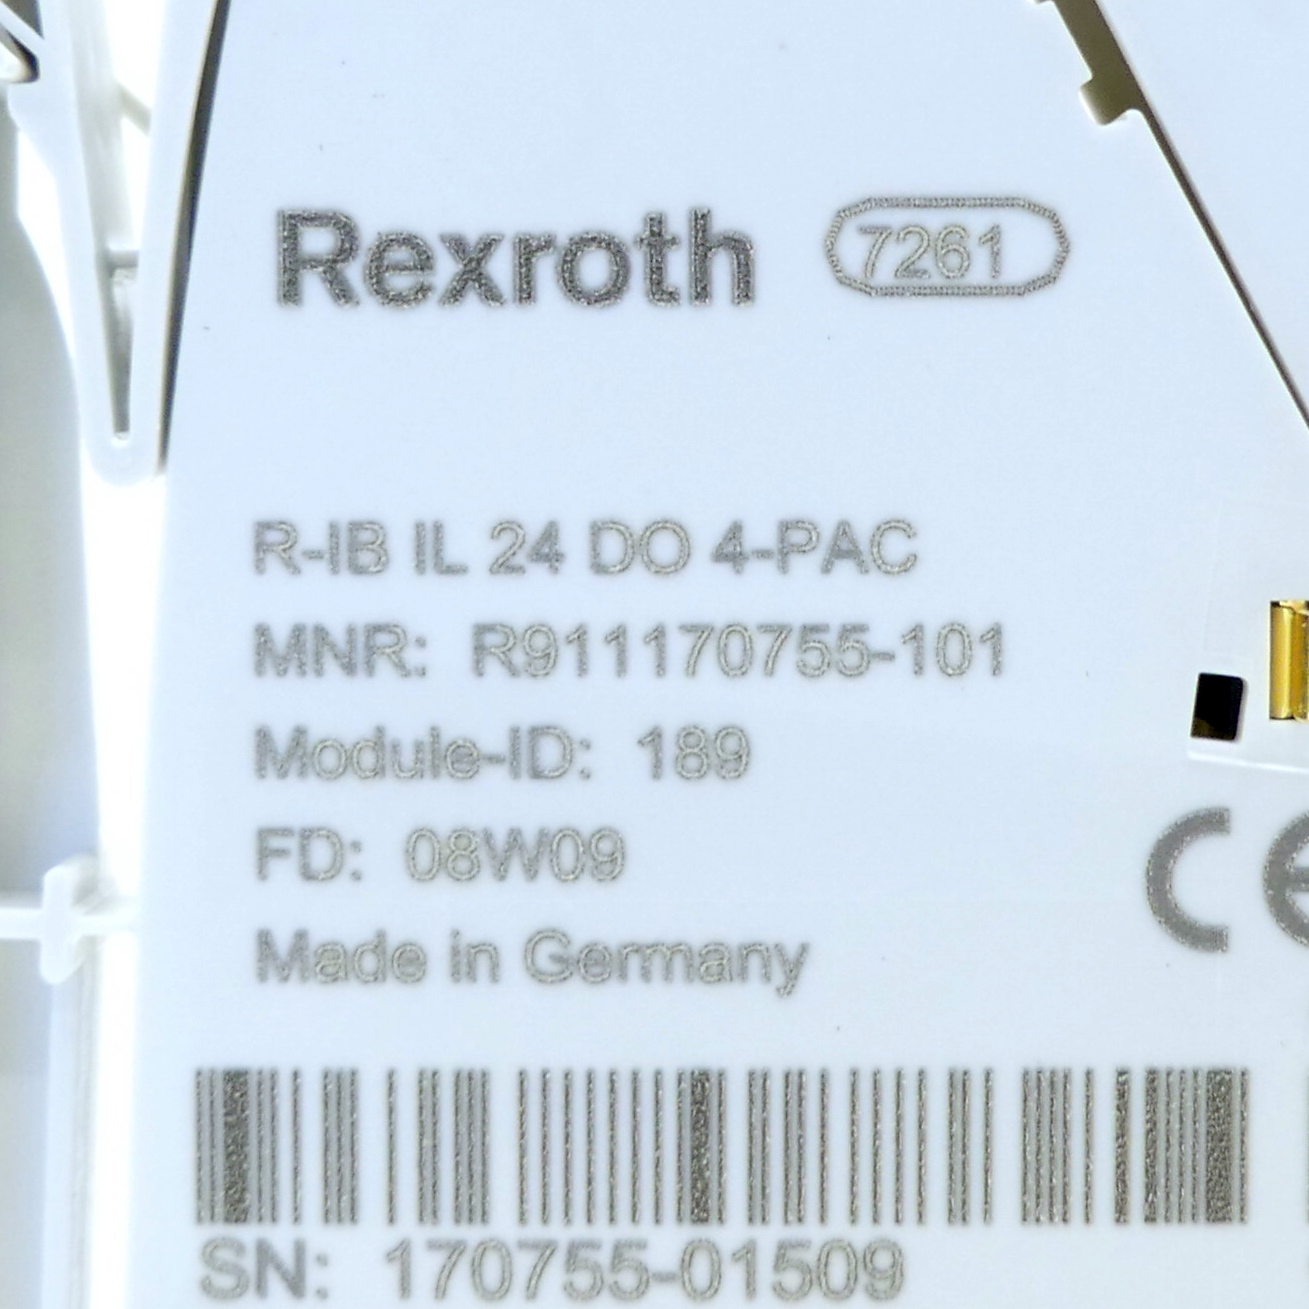 Rexroth 7261
R-IB IL 24 DO 4-PAC
MNR: R911170755-101
Module-ID: 189
FD: 08W09
Made in Germany
CE
SN: 170755-01509